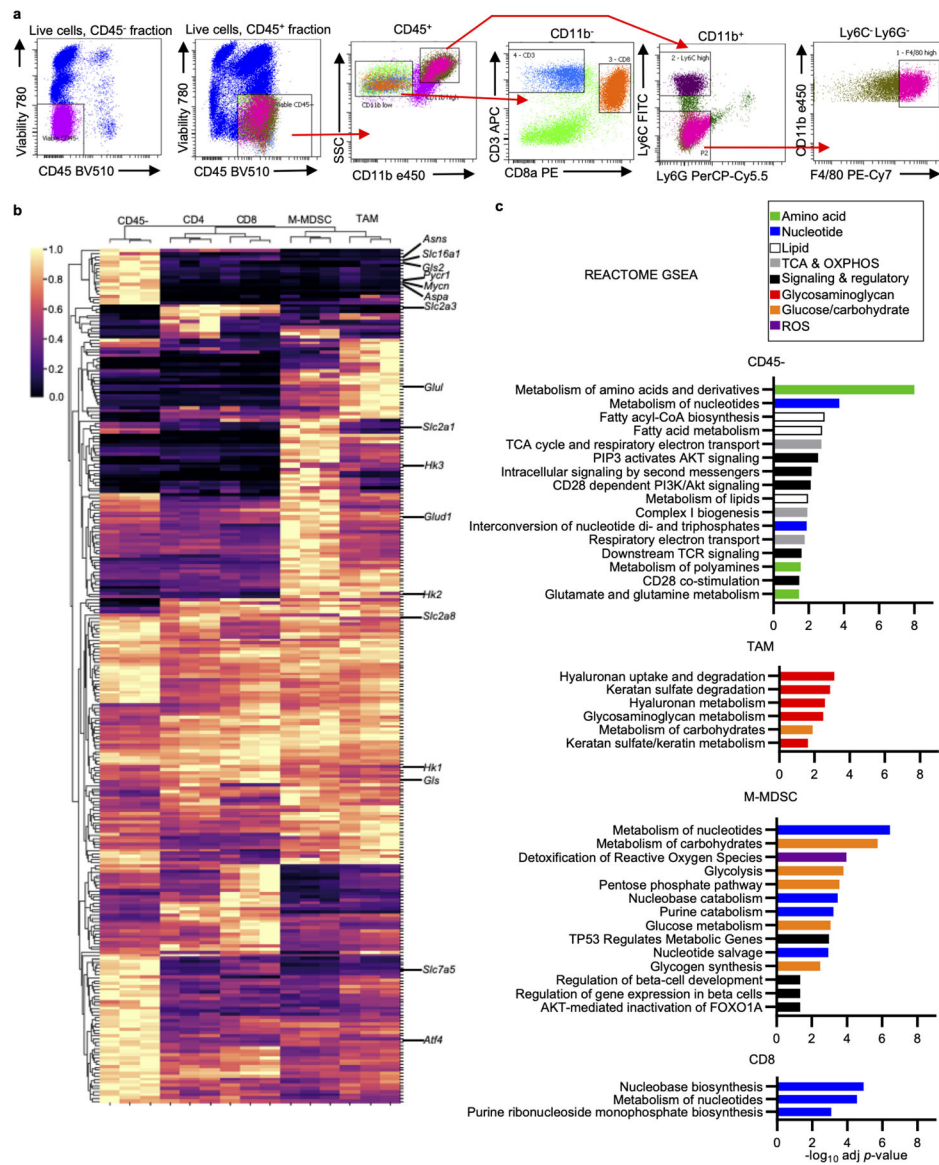 a
Live cells, CD45⁻ fraction
Live cells, CD45⁺ fraction
CD45⁺
CD11b⁻
CD11b⁺
Ly6C⁻Ly6G⁻
Viability 780
Viable CD45-
CD45 BV510
Viability 780
Viable CD45+
CD45 BV510
SSC
CD11b low
CD11b high
CD11b e450
CD3 APC
4 - CD3
3 - CD8
CD8a PE
Ly6C FITC
2 - Ly6C high
P2
Ly6G PerCP-Cy5.5
CD11b e450
1 - F4/80 high
F4/80 PE-Cy7
b
CD45-
CD4
CD8
M-MDSC
TAM
1.0
0.8
0.6
0.4
0.2
0.0
Asns
Slc16a1
Gls2
Pycr1
Mycn
Aspa
Slc2a3
Glul
Slc2a1
Hk3
Glud1
Hk2
Slc2a8
Hk1
Gls
Slc7a5
Atf4
c
REACTOME GSEA
Amino acid
Nucleotide
Lipid
TCA & OXPHOS
Signaling & regulatory
Glycosaminoglycan
Glucose/carbohydrate
ROS
CD45-
Metabolism of amino acids and derivatives
Metabolism of nucleotides
Fatty acyl-CoA biosynthesis
Fatty acid metabolism
TCA cycle and respiratory electron transport
PIP3 activates AKT signaling
Intracellular signaling by second messengers
CD28 dependent PI3K/Akt signaling
Metabolism of lipids
Complex I biogenesis
Interconversion of nucleotide di- and triphosphates
Respiratory electron transport
Downstream TCR signaling
Metabolism of polyamines
CD28 co-stimulation
Glutamate and glutamine metabolism
0 2 4 6 8
TAM
Hyaluronan uptake and degradation
Keratan sulfate degradation
Hyaluronan metabolism
Glycosaminoglycan metabolism
Metabolism of carbohydrates
Keratan sulfate/keratin metabolism
0 2 4 6 8
M-MDSC
Metabolism of nucleotides
Metabolism of carbohydrates
Detoxification of Reactive Oxygen Species
Glycolysis
Pentose phosphate pathway
Nucleobase catabolism
Purine catabolism
Glucose metabolism
TP53 Regulates Metabolic Genes
Nucleotide salvage
Glycogen synthesis
Regulation of beta-cell development
Regulation of gene expression in beta cells
AKT-mediated inactivation of FOXO1A
0 2 4 6 8
CD8
Nucleobase biosynthesis
Metabolism of nucleotides
Purine ribonucleoside monophosphate biosynthesis
0 2 4 6 8
-log₁₀ adj p-value